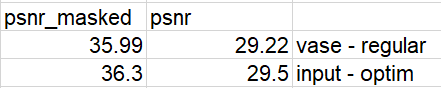 psnr_masked psnr
35.99 29.22 vase - regular
36.3 29.5 input - optim